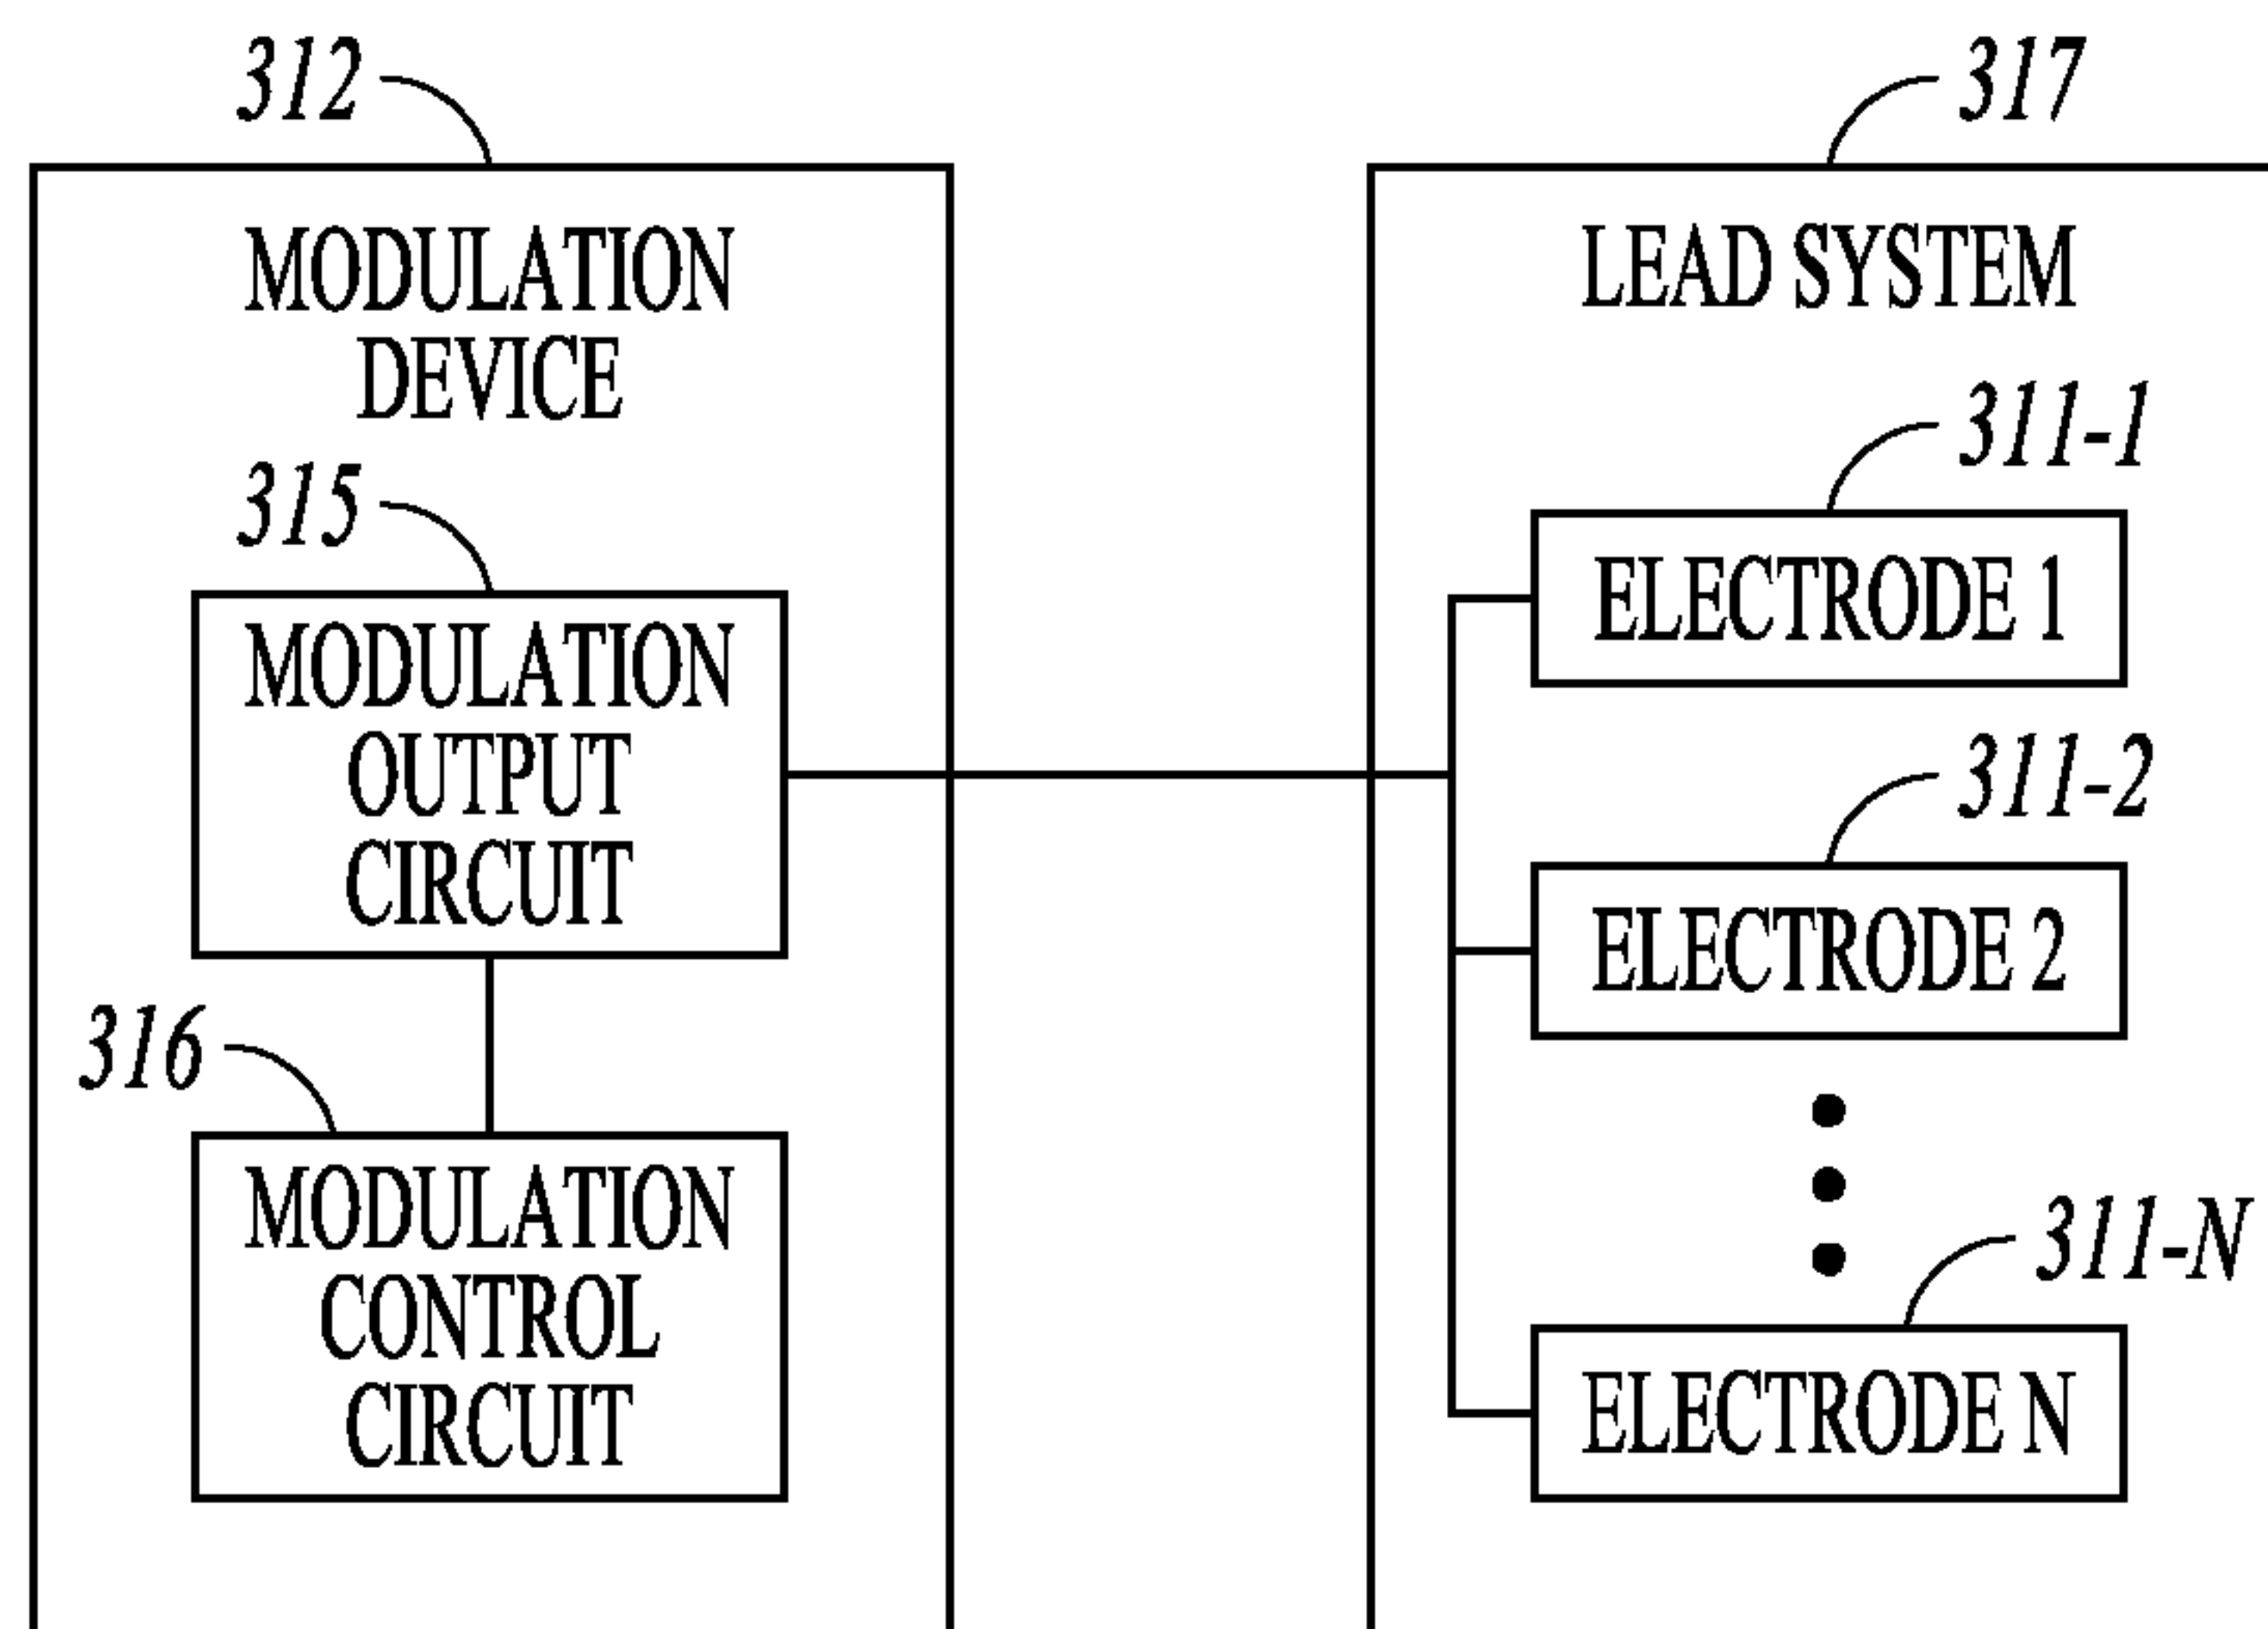 312
MODULATION
DEVICE
315
MODULATION
OUTPUT
CIRCUIT
316
MODULATION
CONTROL
CIRCUIT
317
LEAD SYSTEM
311-1
ELECTRODE 1
311-2
ELECTRODE 2
311-N
ELECTRODE N